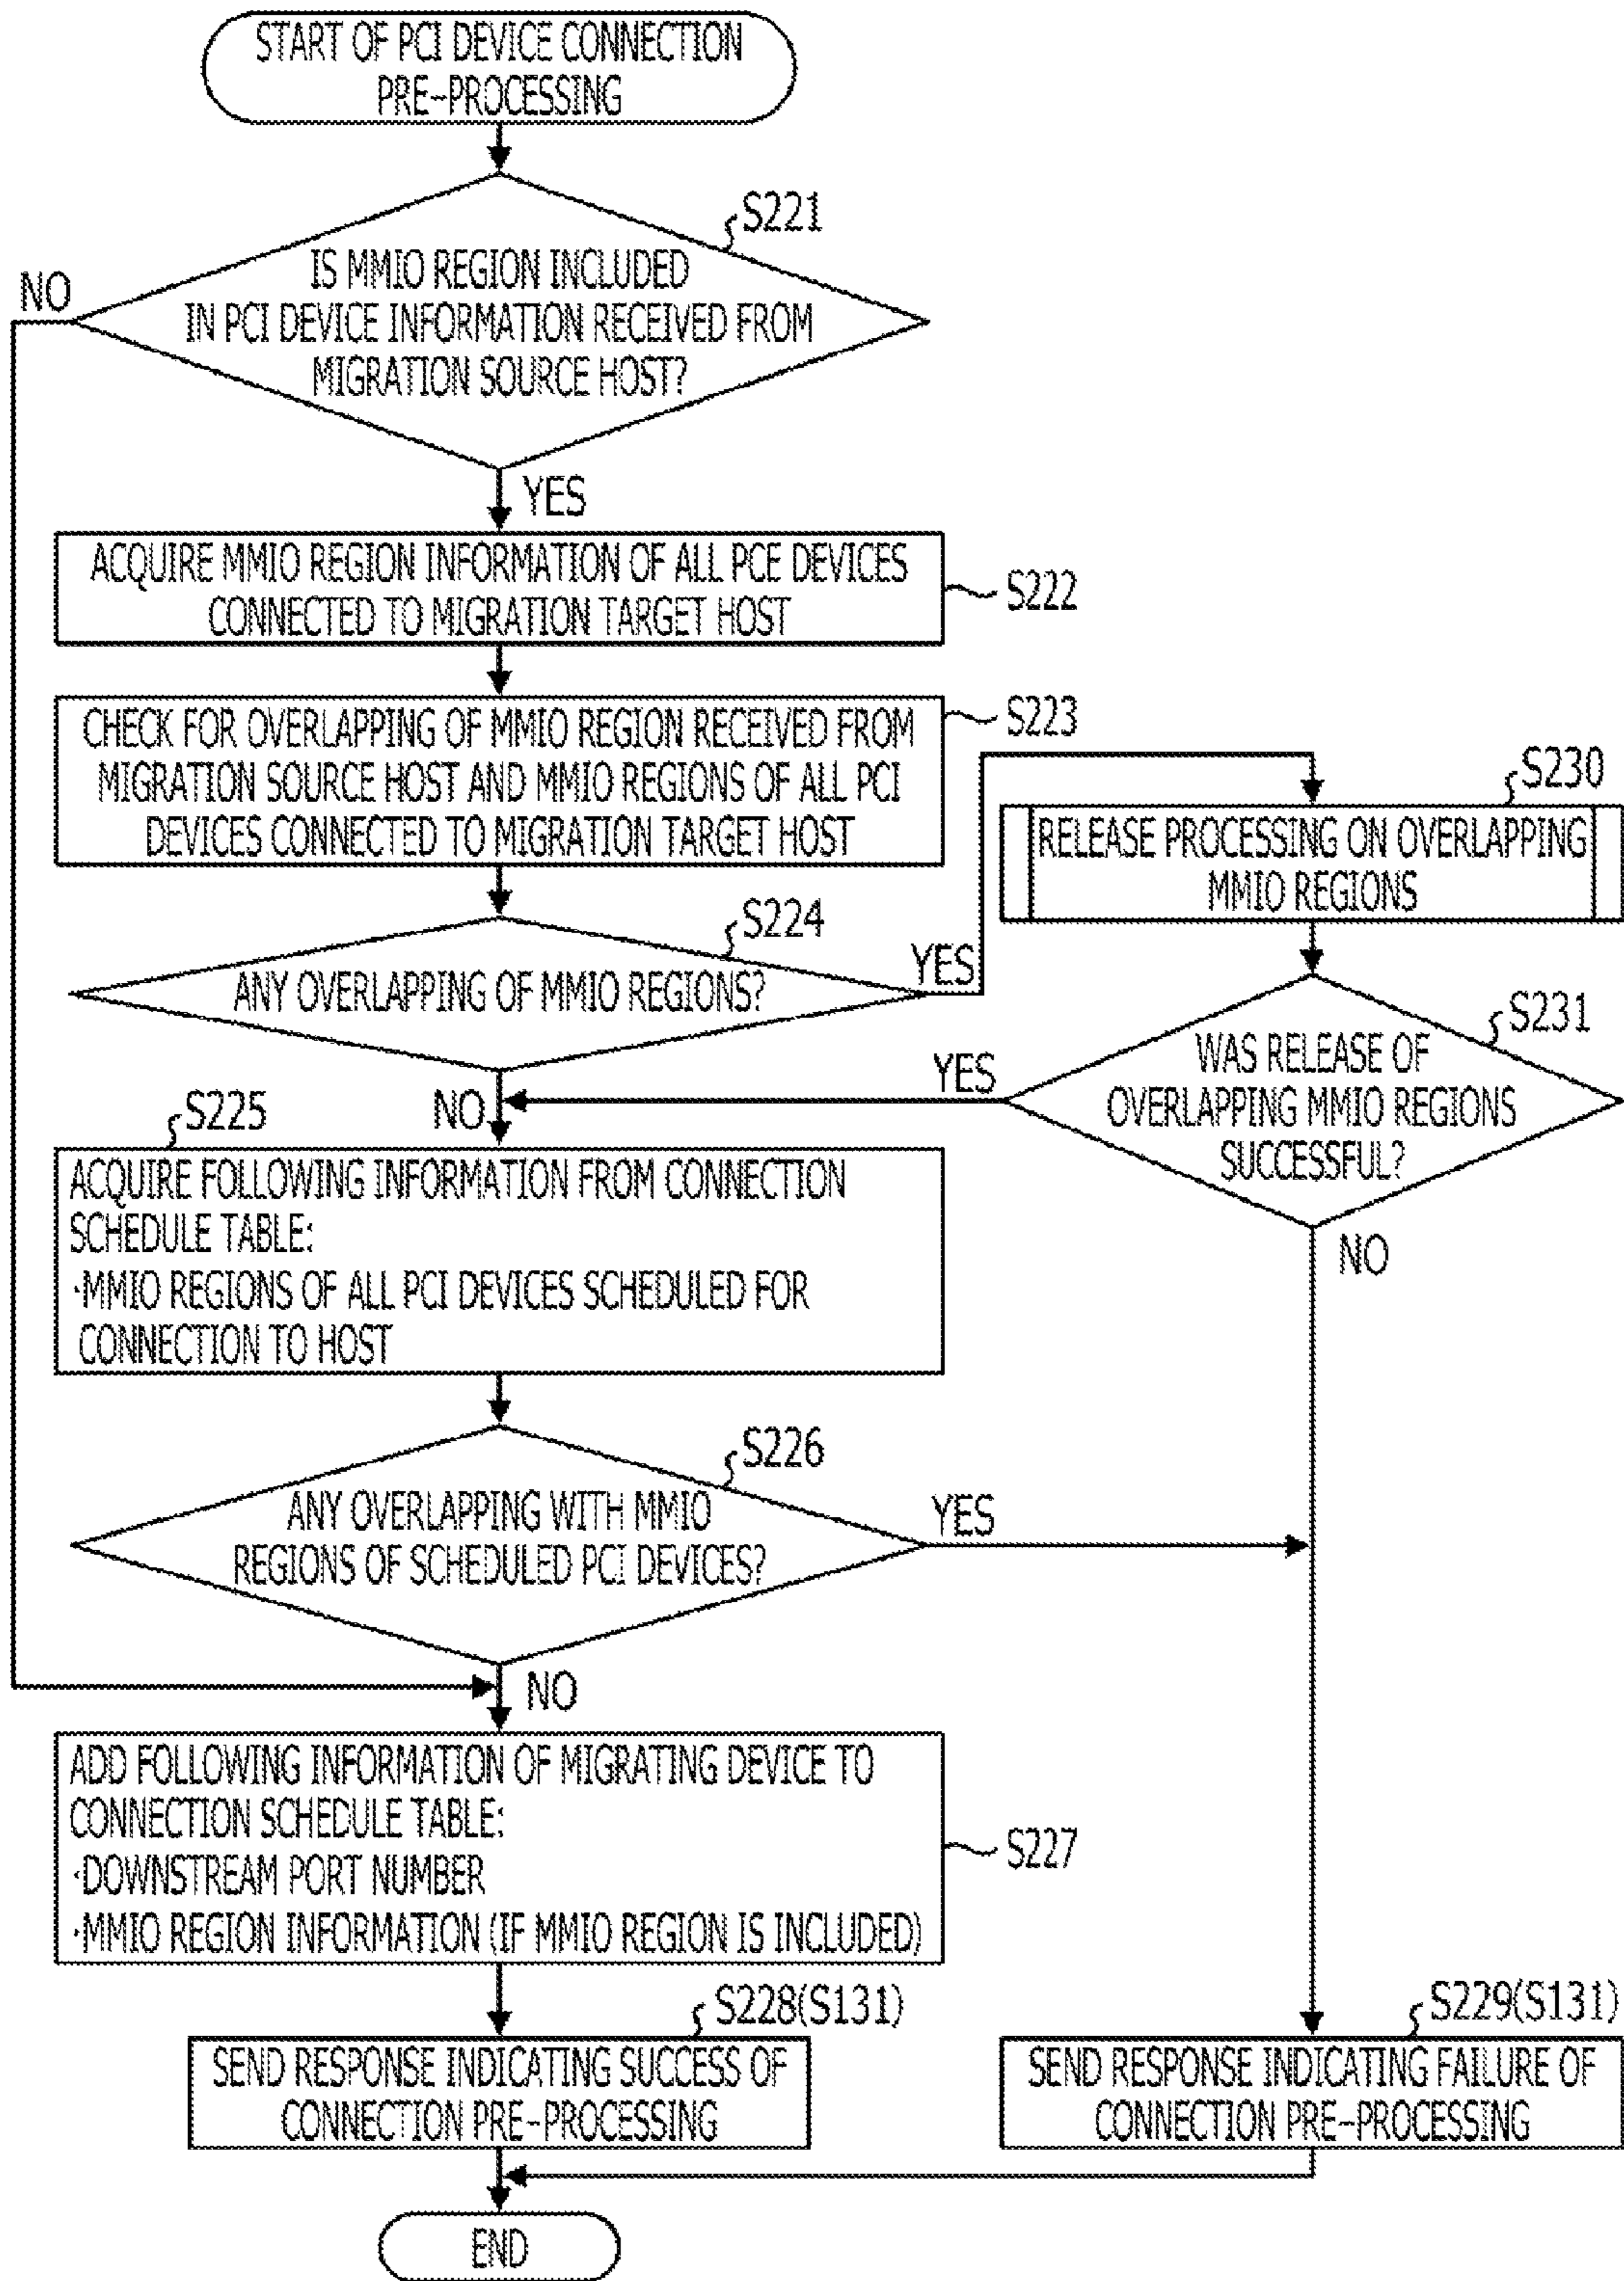 START OF PCI DEVICE CONNECTION
PRE-PROCESSING
S221
IS MMIO REGION INCLUDED
IN PCI DEVICE INFORMATION RECEIVED FROM
MIGRATION SOURCE HOST?
NO
YES
ACQUIRE MMIO REGION INFORMATION OF ALL PCE DEVICES
CONNECTED TO MIGRATION TARGET HOST
S222
CHECK FOR OVERLAPPING OF MMIO REGION RECEIVED FROM
MIGRATION SOURCE HOST AND MMIO REGIONS OF ALL PCI
DEVICES CONNECTED TO MIGRATION TARGET HOST
S223
S230
RELEASE PROCESSING ON OVERLAPPING
MMIO REGIONS
S224
ANY OVERLAPPING OF MMIO REGIONS?
YES
S231
WAS RELEASE OF
OVERLAPPING MMIO REGIONS
SUCCESSFUL?
YES
NO
NO
S225
ACQUIRE FOLLOWING INFORMATION FROM CONNECTION
SCHEDULE TABLE:
·MMIO REGIONS OF ALL PCI DEVICES SCHEDULED FOR
CONNECTION TO HOST
S226
ANY OVERLAPPING WITH MMIO
REGIONS OF SCHEDULED PCI DEVICES?
YES
NO
ADD FOLLOWING INFORMATION OF MIGRATING DEVICE TO
CONNECTION SCHEDULE TABLE:
·DOWNSTREAM PORT NUMBER
·MMIO REGION INFORMATION (IF MMIO REGION IS INCLUDED)
S227
S228(S131)
SEND RESPONSE INDICATING SUCCESS OF
CONNECTION PRE-PROCESSING
S229(S131)
SEND RESPONSE INDICATING FAILURE OF
CONNECTION PRE-PROCESSING
END